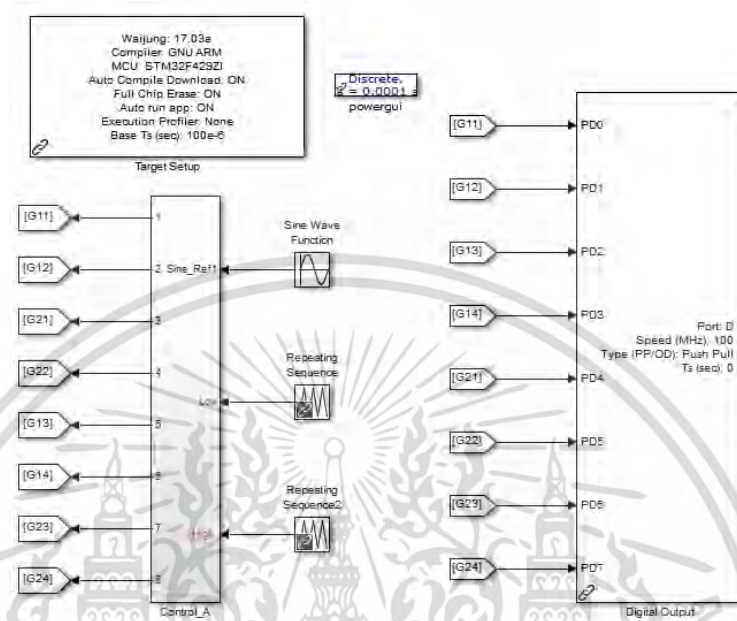 Waijung: 17.03a
Compiler: GNU ARM
MCU: STM32F429ZI
Auto Compile Download: ON
Full Chip Erase: ON
Auto run app: ON
Execution Profiler: None
Base Ts (sec): 100e-6
Target Setup
Discrete,
= 0.0001 s
powergui
[G11]
[G12]
[G21]
[G22]
[G13]
[G14]
[G23]
[G24]
1
2
3
4
5
6
7
8
Sine_Ref1
Low
High
Control_A
Sine Wave
Function
Repeating
Sequence
Repeating
Sequence2
[G11]
[G12]
[G13]
[G14]
[G21]
[G22]
[G23]
[G24]
PD0
PD1
PD2
PD3
PD4
PD5
PD6
PD7
Port: D
Speed (MHz): 100
Type (PP/OD): Push Pull
Ts (sec): 0
Digital Output